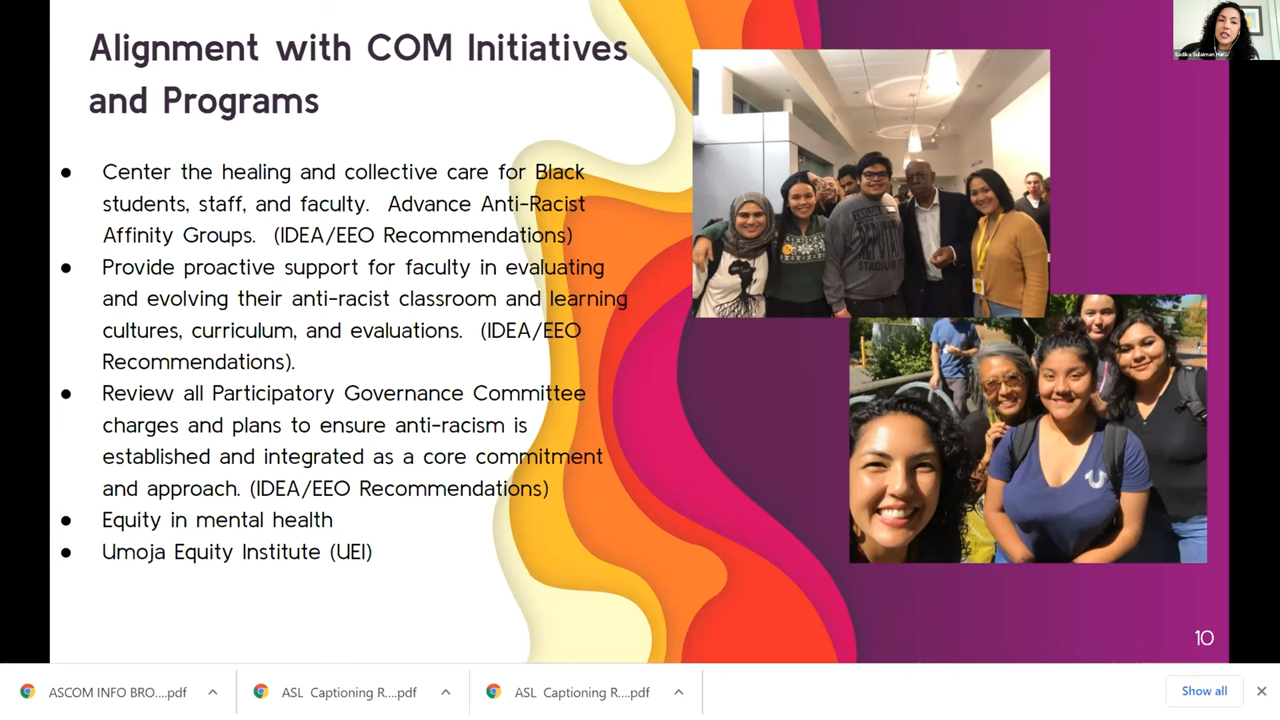 Alignment with COM Initiatives
and Programs
● Center the healing and collective care for Black
students, staff, and faculty. Advance Anti-Racist
Affinity Groups. (IDEA/EEO Recommendations)
● Provide proactive support for faculty in evaluating
and evolving their anti-racist classroom and learning
cultures, curriculum, and evaluations. (IDEA/EEO
Recommendations).
● Review all Participatory Governance Committee
charges and plans to ensure anti-racism is
established and integrated as a core commitment
and approach. (IDEA/EEO Recommendations)
● Equity in mental health
● Umoja Equity Institute (UEI)
Sadika Sulaiman
STADIUM
10
ASCOM INFO BRO....pdf
ASL Captioning R....pdf
ASL Captioning R....pdf
Show all